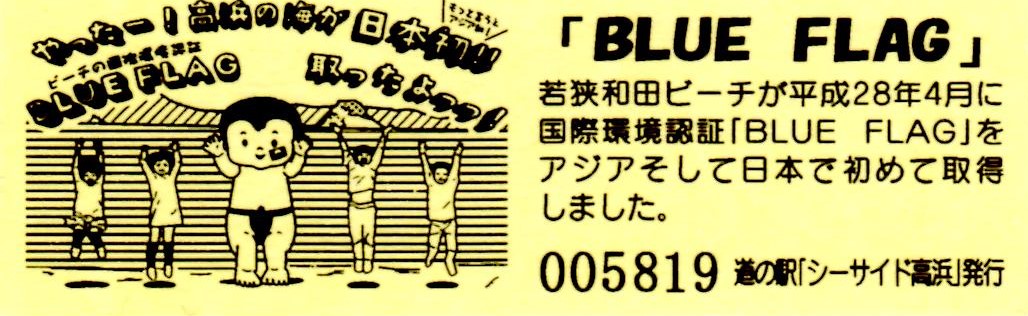 やったー！高浜の海が日本初!!
そっと言うとアジア初！
ビーチの環境認証
BLUE FLAG 取ったよっっ！
「BLUE FLAG」
若狭和田ビーチが平成28年4月に
国際環境認証「BLUE FLAG」を
アジアそして日本で初めて取得
しました。
005819 道の駅「シーサイド高浜」発行